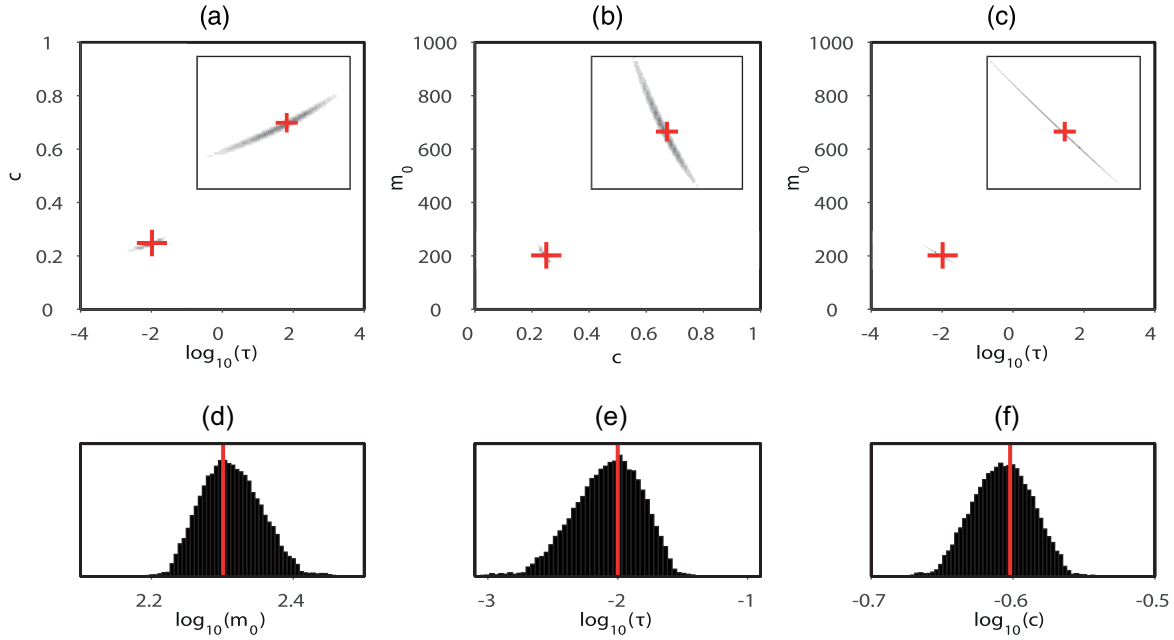 (a) (b) (c)
1 1000 1000
0.8 800 800
0.6 600 600
c m₀ m₀
0.4 400 400
0.2 200 200
0 0 0
-4 -2 0 2 4 0 0.2 0.4 0.6 0.8 1 -4 -2 0 2 4
log₁₀(τ) c log₁₀(τ)
(d) (e) (f)
2.2 2.4 -3 -2 -1 -0.7 -0.6 -0.5
log₁₀(m₀) log₁₀(τ) log₁₀(c)